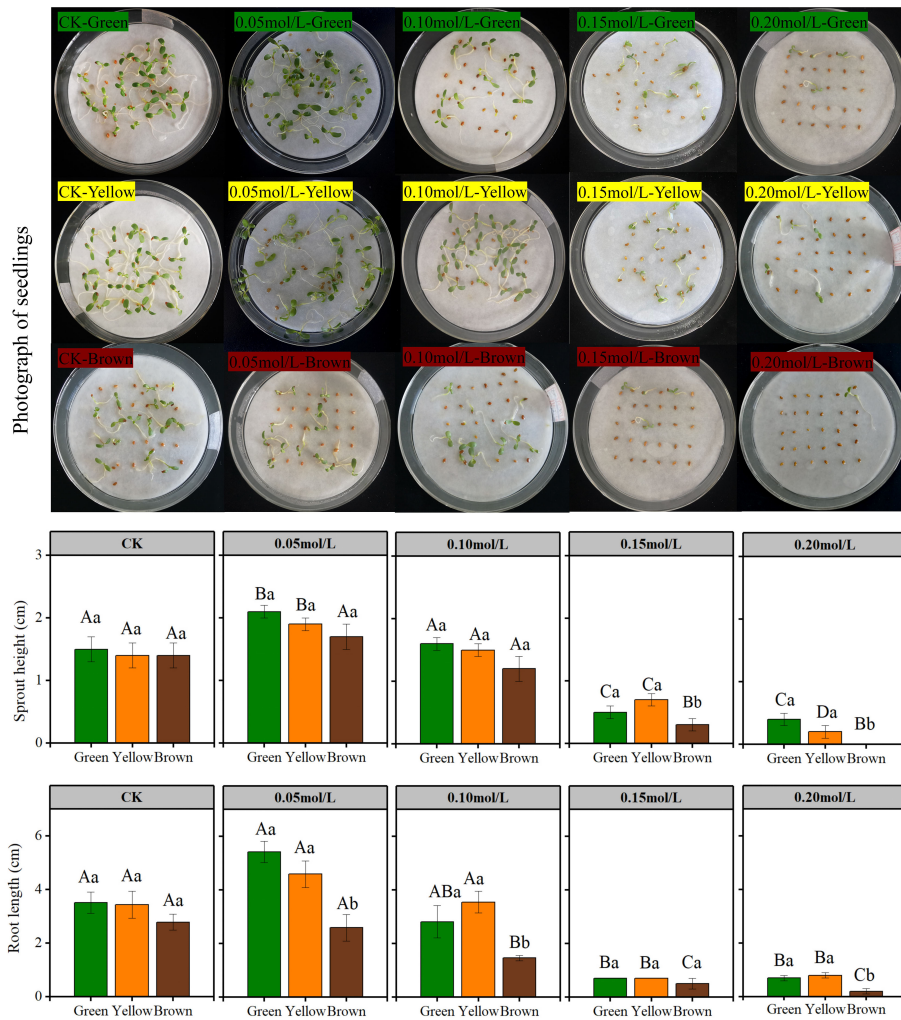 CK-Green 0.05mol/L-Green 0.10mol/L-Green 0.15mol/L-Green 0.20mol/L-Green
CK-Yellow 0.05mol/L-Yellow 0.10mol/L-Yellow 0.15mol/L-Yellow 0.20mol/L-Yellow
CK-Brown 0.05mol/L-Brown 0.10mol/L-Brown 0.15mol/L-Brown 0.20mol/L-Brown
Photograph of seedlings
CK 0.05mol/L 0.10mol/L 0.15mol/L 0.20mol/L
Sprout height (cm)
3
2
1
0
Aa Aa Aa
Ba Ba Aa
Aa Aa Aa
Ca Ca Bb
Ca Da Bb
Green Yellow Brown Green Yellow Brown Green Yellow Brown Green Yellow Brown Green Yellow Brown
CK 0.05mol/L 0.10mol/L 0.15mol/L 0.20mol/L
Root length (cm)
6
4
2
0
Aa Aa Aa
Aa Aa Ab
ABa Aa Bb
Ba Ba Ca
Ba Ba Cb
Green Yellow Brown Green Yellow Brown Green Yellow Brown Green Yellow Brown Green Yellow Brown